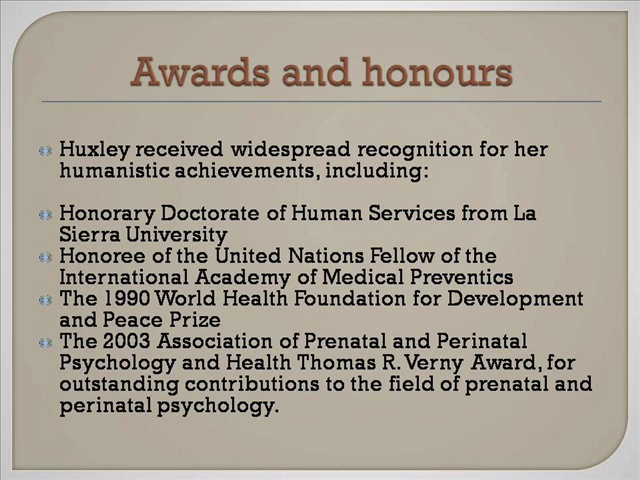 Awards and honours
Huxley received widespread recognition for her
humanistic achievements, including:
Honorary Doctorate of Human Services from La
Sierra University
Honoree of the United Nations Fellow of the
International Academy of Medical Preventics
The 1990 World Health Foundation for Development
and Peace Prize
The 2003 Association of Prenatal and Perinatal
Psychology and Health Thomas R. Verny Award, for
outstanding contributions to the field of prenatal and
perinatal psychology.